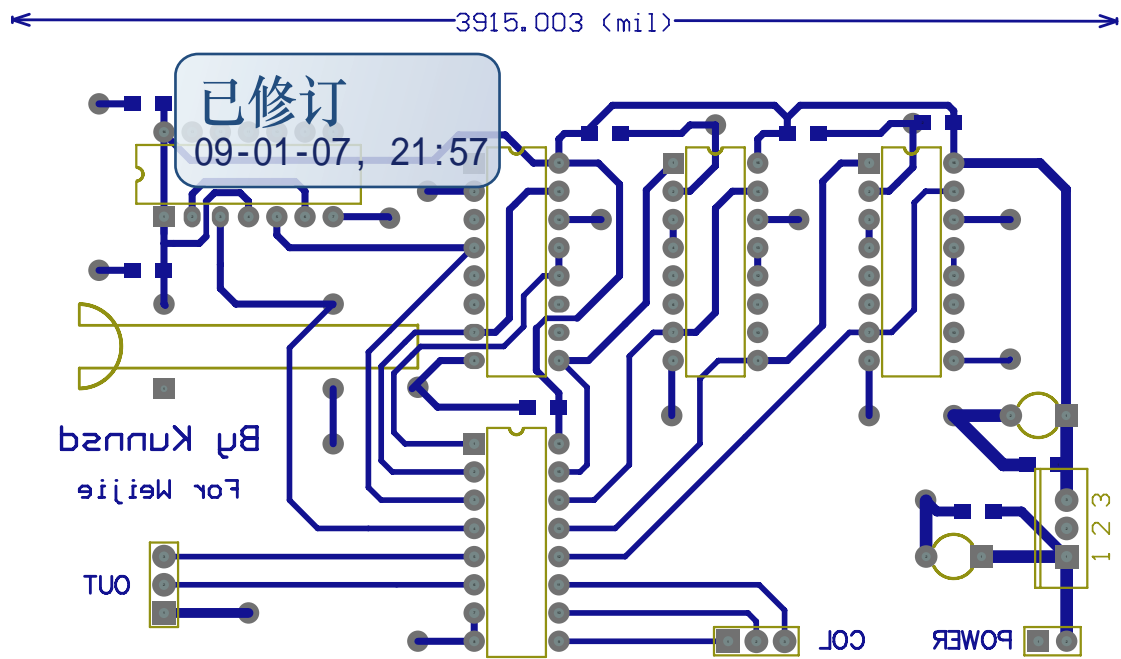 3915.003 (mil)
已修订
09-01-07, 21:57
By Kunnsd
For Weijie
OUT
1 2 3
COL
POWER